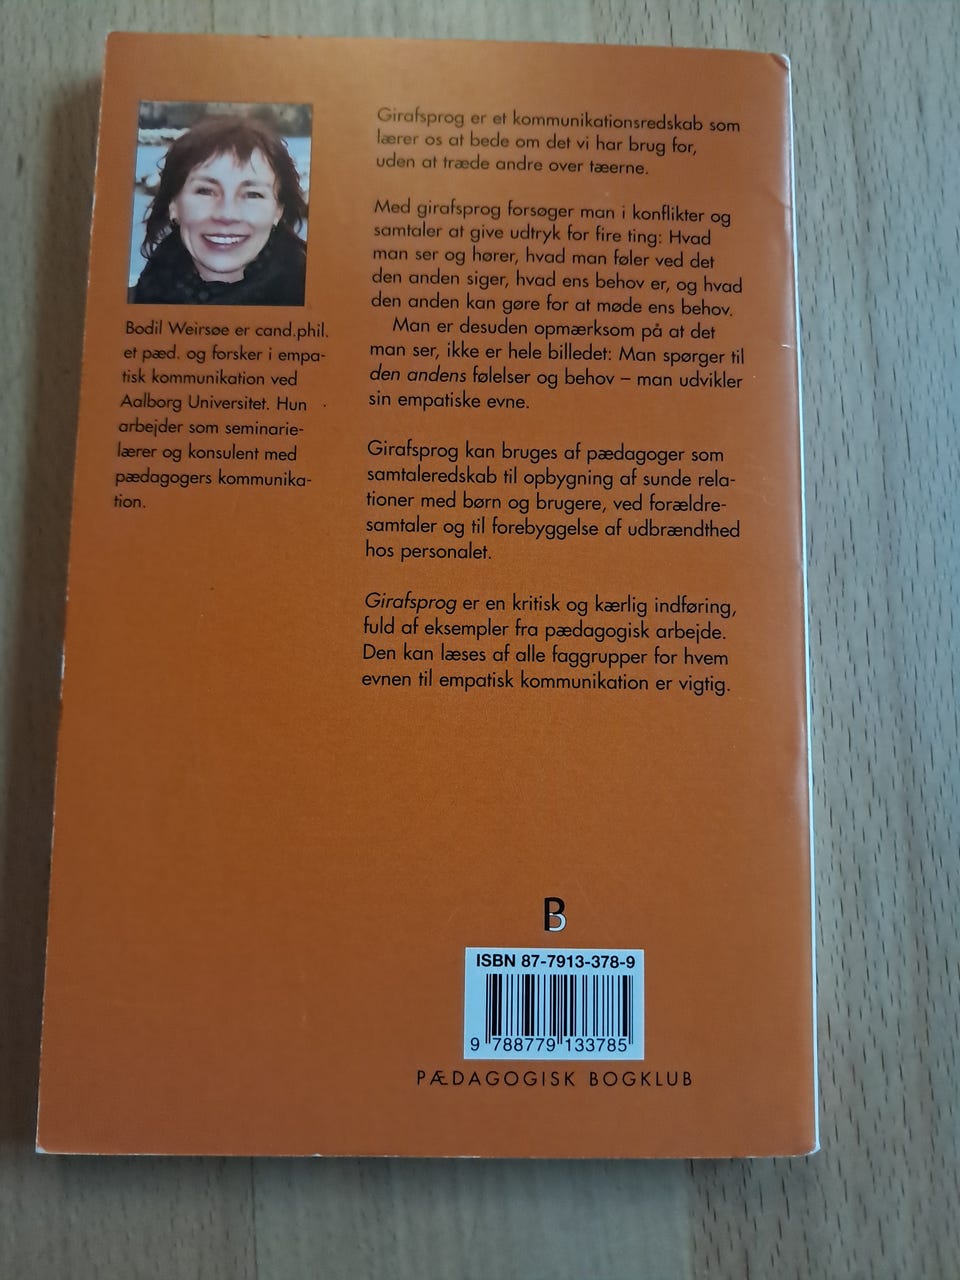 Girafsprog er et kommunikationsredskab som
lærer os at bede om det vi har brug for,
uden at træde andre over tæerne.
Med girafsprog forsøger man i konflikter og
samtaler at give udtryk for fire ting: Hvad
man ser og hører, hvad man føler ved det
den anden siger, hvad ens behov er, og hvad
den anden kan gøre for at møde ens behov.
Man er desuden opmærksom på at det
man ser, ikke er hele billedet: Man spørger til
den andens følelser og behov – man udvikler
sin empatiske evne.
Girafsprog kan bruges af pædagoger som
samtaleredskab til opbygning af sunde rela-
tioner med børn og brugere, ved forældre-
samtaler og til forebyggelse af udbrændthed
hos personalet.
Girafsprog er en kritisk og kærlig indføring,
fuld af eksempler fra pædagogisk arbejde.
Den kan læses af alle faggrupper for hvem
evnen til empatisk kommunikation er vigtig.
Bodil Weirsøe er cand.phil.
et pæd. og forsker i empa-
tisk kommunikation ved
Aalborg Universitet. Hun
arbejder som seminarie-
lærer og konsulent med
pædagogers kommunika-
tion.
B
ISBN 87-7913-378-9
9 788779 133785
PÆDAGOGISK BOGKLUB